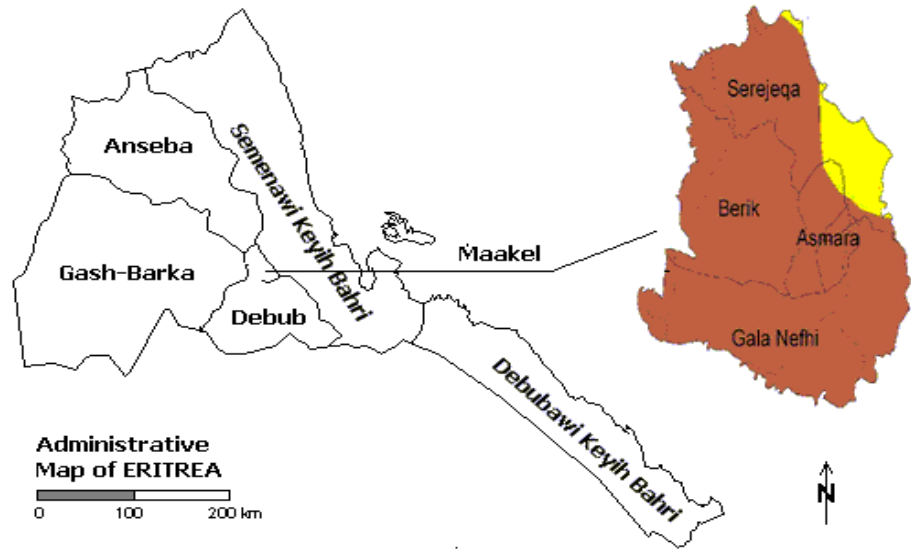 Serejeqa
Anseba
Semenawi Keyih Bahri
Berik
Asmara
Maakel
Gash-Barka
Debub
Gala Nefhi
Debubawi Keyih Bahri
Administrative
Map of ERITREA
0 100 200 km
N